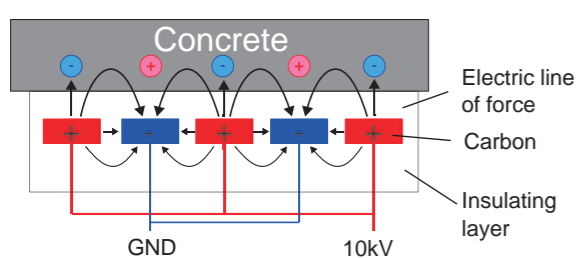 Concrete
- + - + -
Electric line
of force
+ - + - +
Carbon
Insulating
layer
GND
10kV